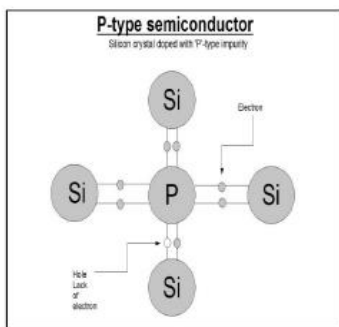 P-type semiconductor
Silicon crystal doped with 'P'-type impurity
Si
Electron
Si
P
Si
Hole
Lack
of
electron
Si